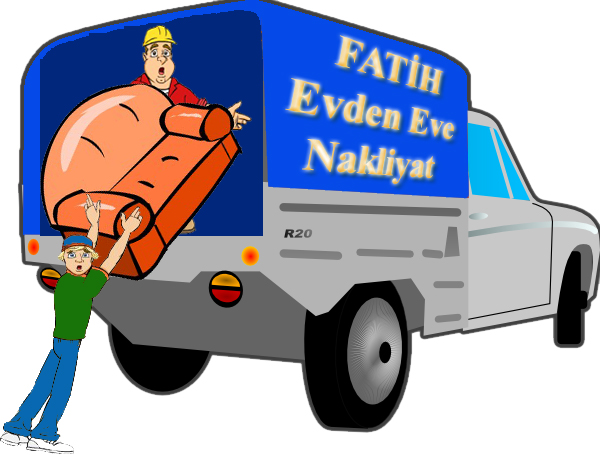 FATİH
Evden Eve
Nakliyat
R20